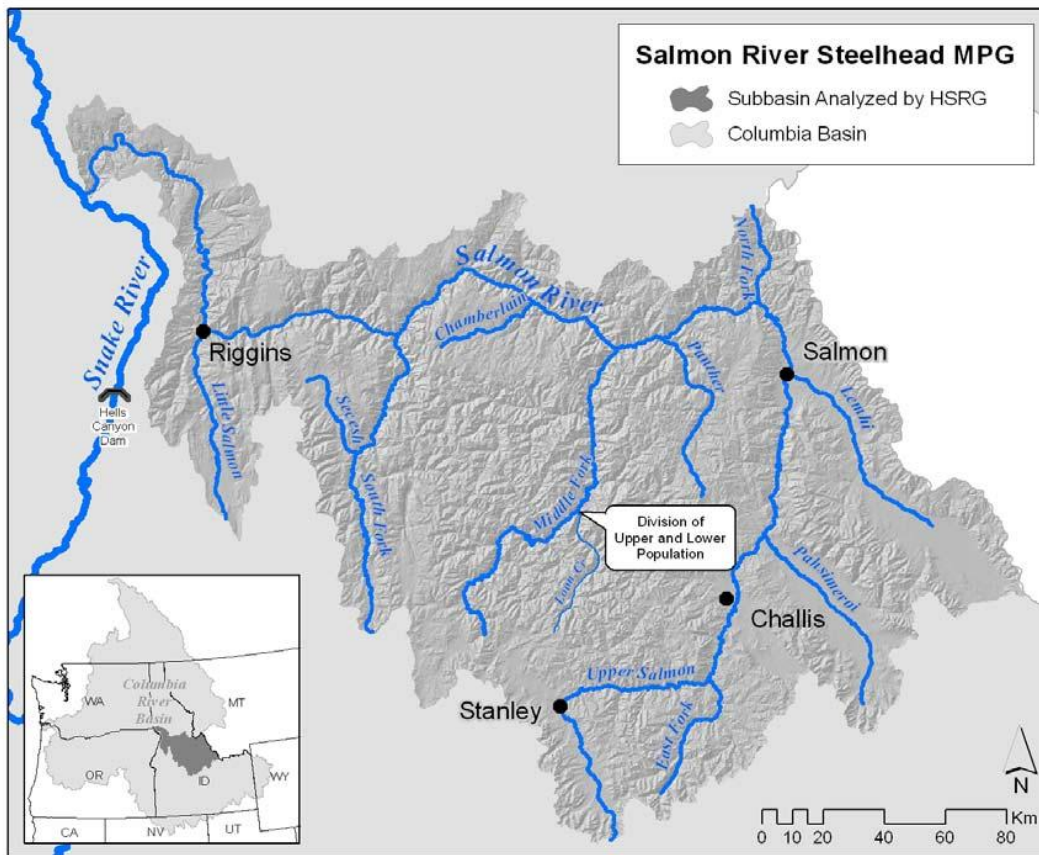 Salmon River Steelhead MPG
Subbasin Analyzed by HSRG
Columbia Basin
Snake River
Hells
Canyon
Dam
Riggins
Little Salmon
Secesh
South Fork
Salmon River
Chamberlain
Middle Fork
Loon Cr
Division of
Upper and Lower
Population
Panther
North Fork
Salmon
Lemhi
Pahsimeroi
Challis
Upper Salmon
Stanley
East Fork
Columbia
River
Basin
WA
MT
OR
ID
WY
CA
NV
UT
N
Km
0 10 20 40 60 80